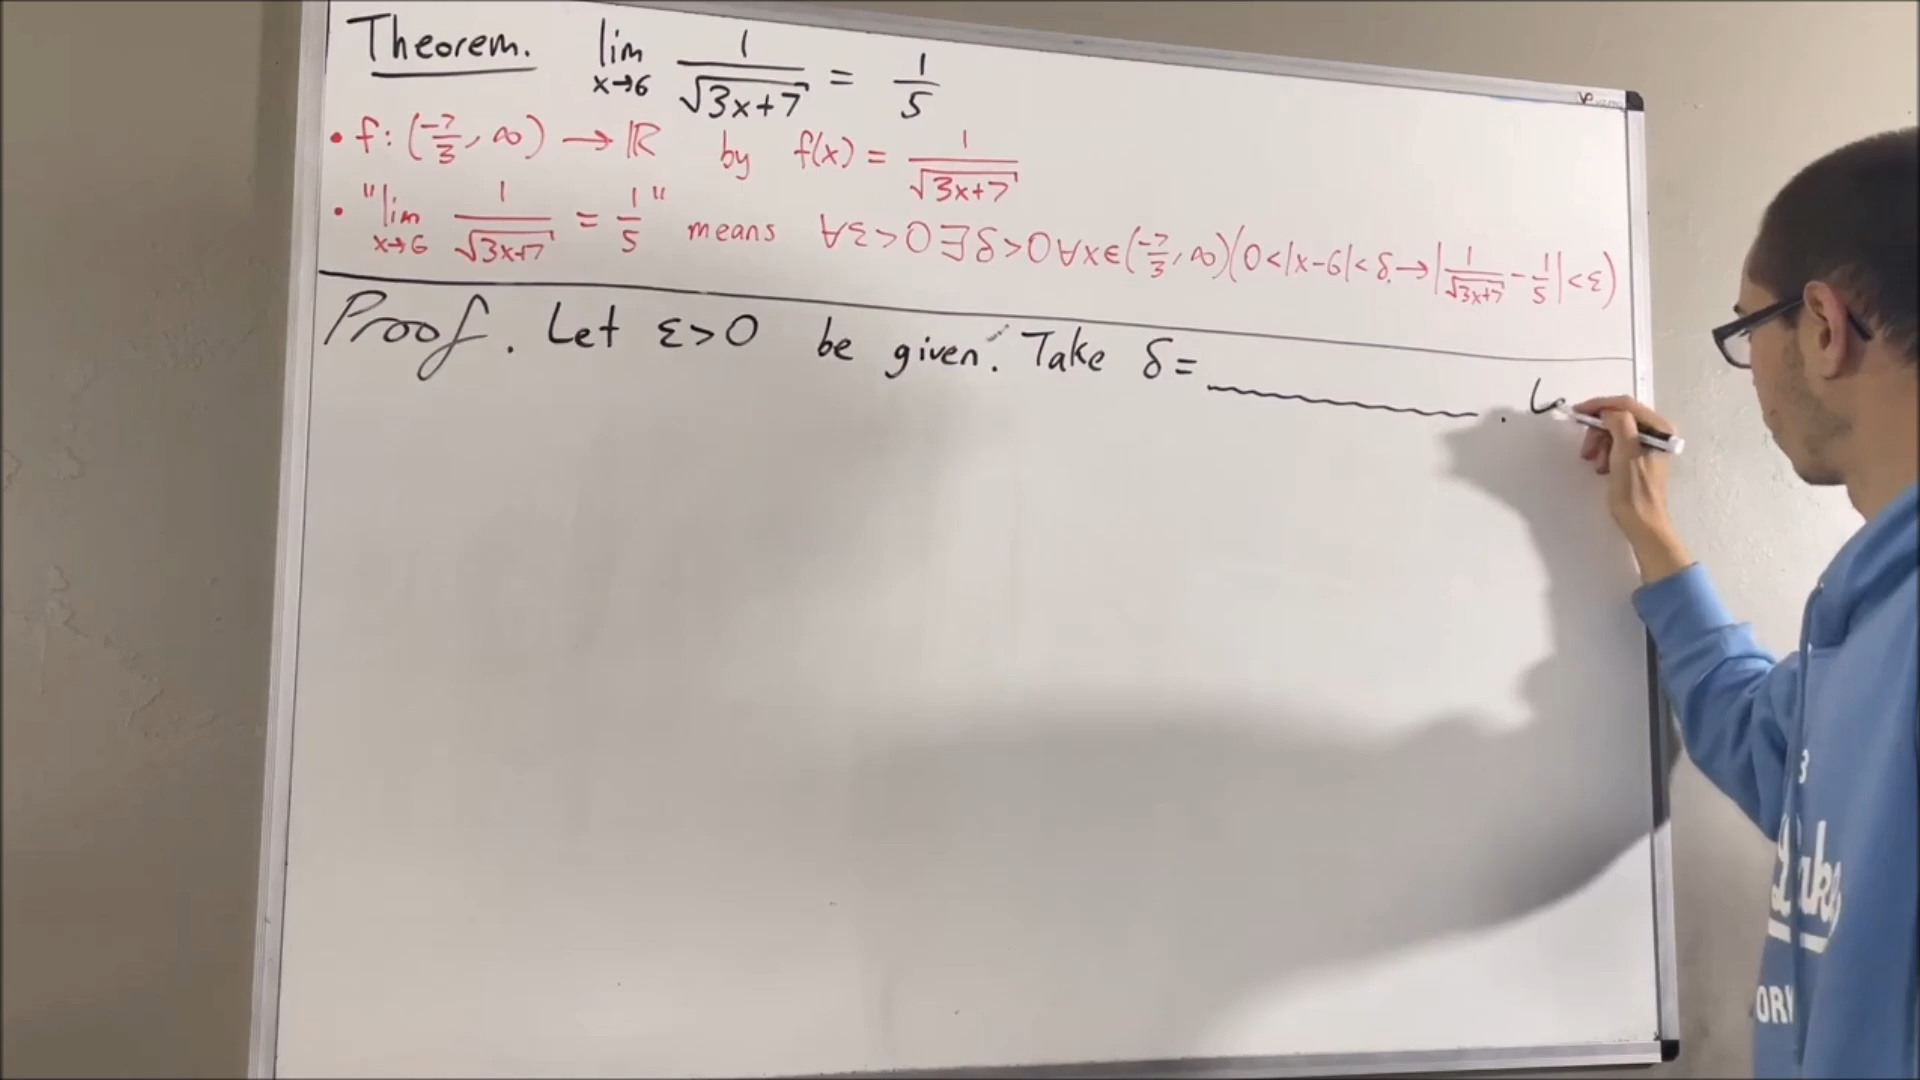 Theorem. lim x→6 1/√(3x+7) = 1/5
• f: (-7/3, ∞) → ℝ by f(x) = 1/√(3x+7)
• "lim x→6 1/√(3x+7) = 1/5" means ∀ε>0∃δ>0∀x∈(-7/3, ∞)(0<|x-6|<δ→|1/√(3x+7) - 1/5|<ε)
Proof. Let ε>0 be given. Take δ= ________.